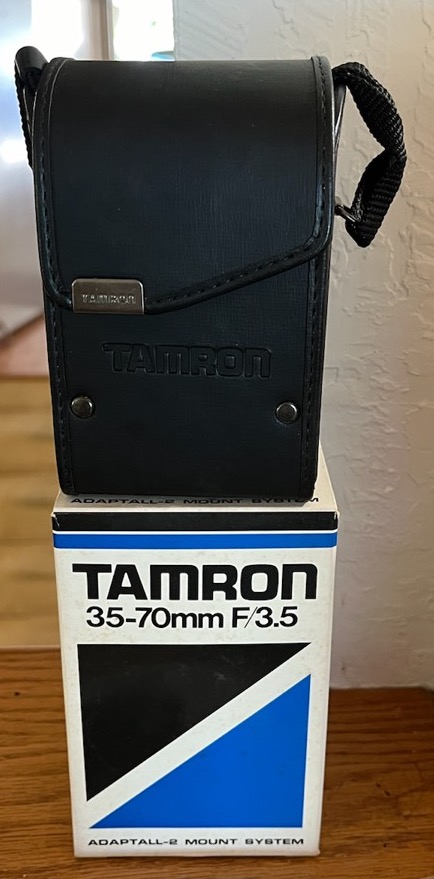 TAMRON
TAMRON
ADAPTALL-2 MOUNT SYSTEM
TAMRON
35-70mm F/3.5
ADAPTALL-2 MOUNT SYSTEM